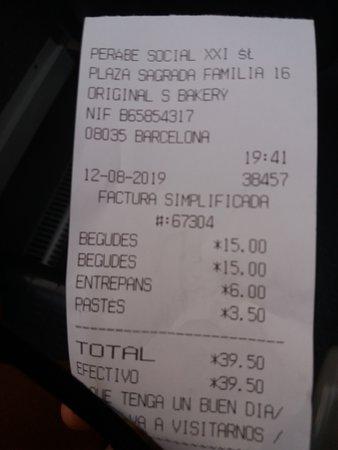 PERABE SOCIAL XXI SL
PLAZA SAGRADA FAMILIA 16
ORIGINAL S BAKERY
NIF B65854317
08035 BARCELONA
19:41
12-08-2019 38457
FACTURA SIMPLIFICADA
#:67304
BEGUDES *15.00
BEGUDES *15.00
ENTREPANS *6.00
PASTES *3.50
TOTAL *39.50
EFECTIVO *39.50
QUE TENGA UN BUEN DIA/
VA A VISITARNOS /